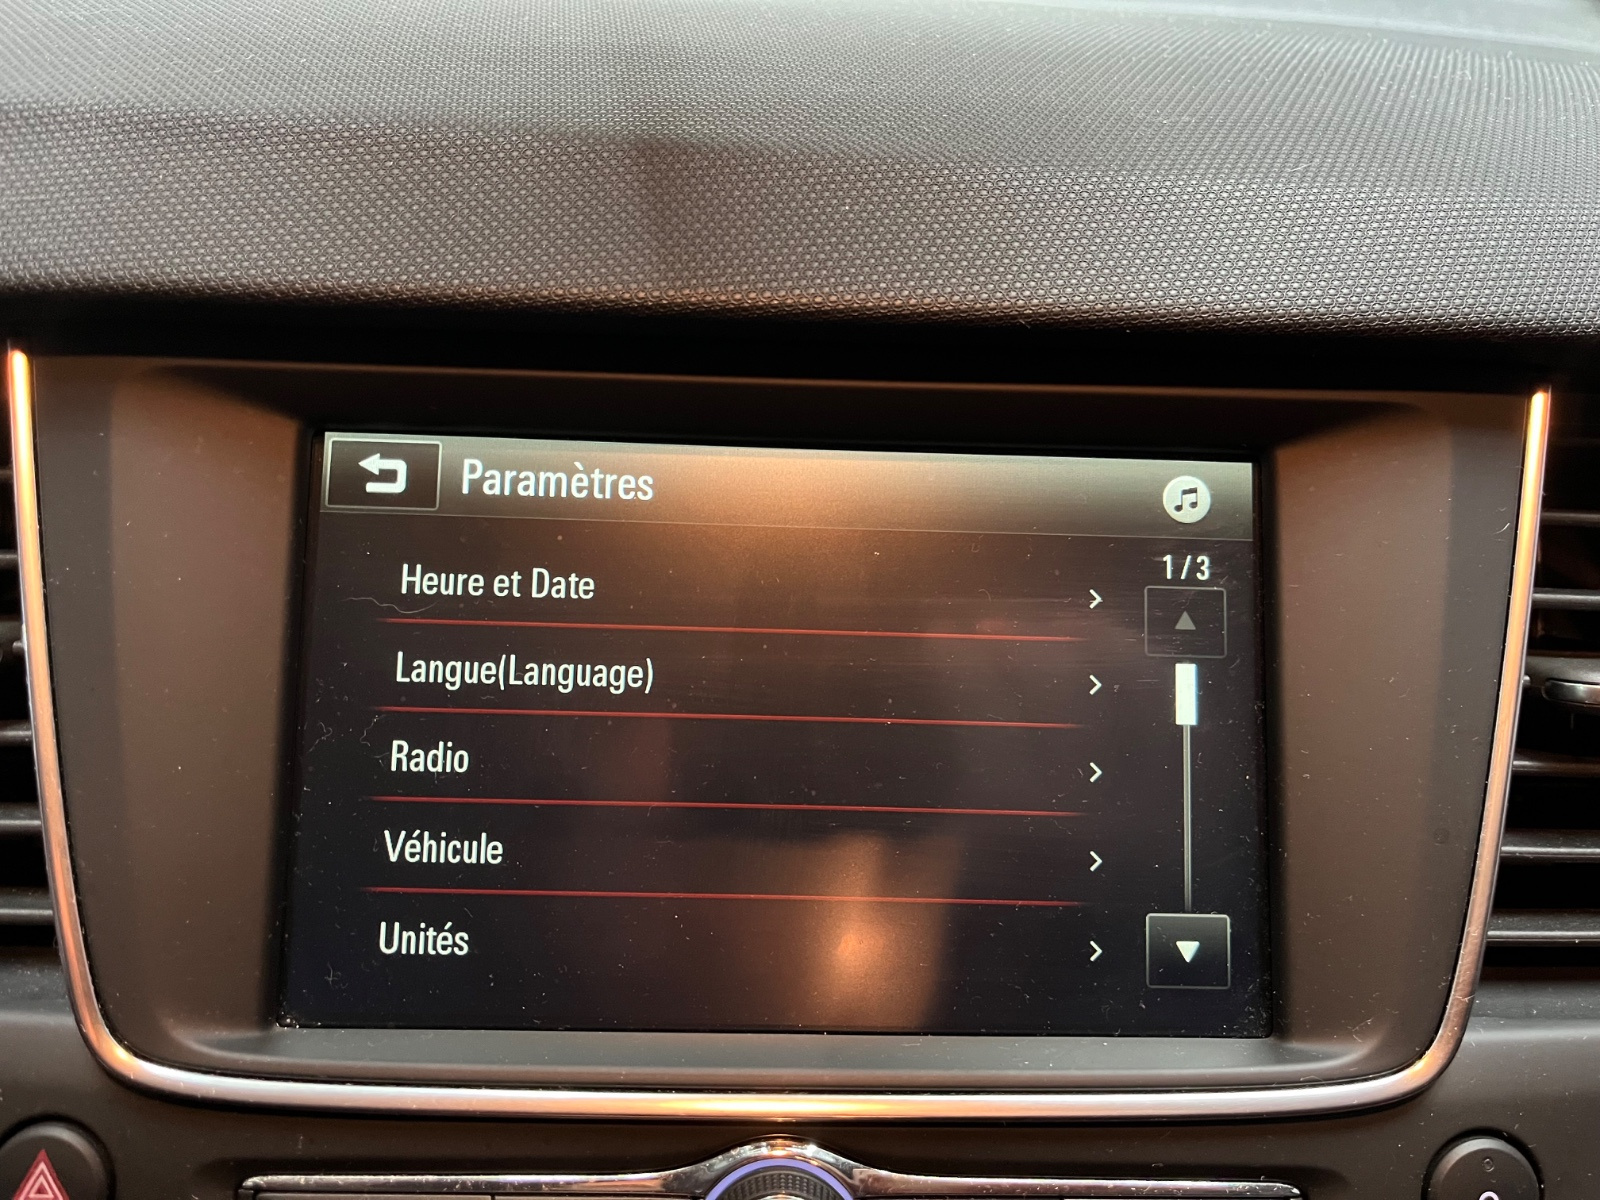 Paramètres
1/3
Heure et Date
Langue(Language)
Radio
Véhicule
Unités